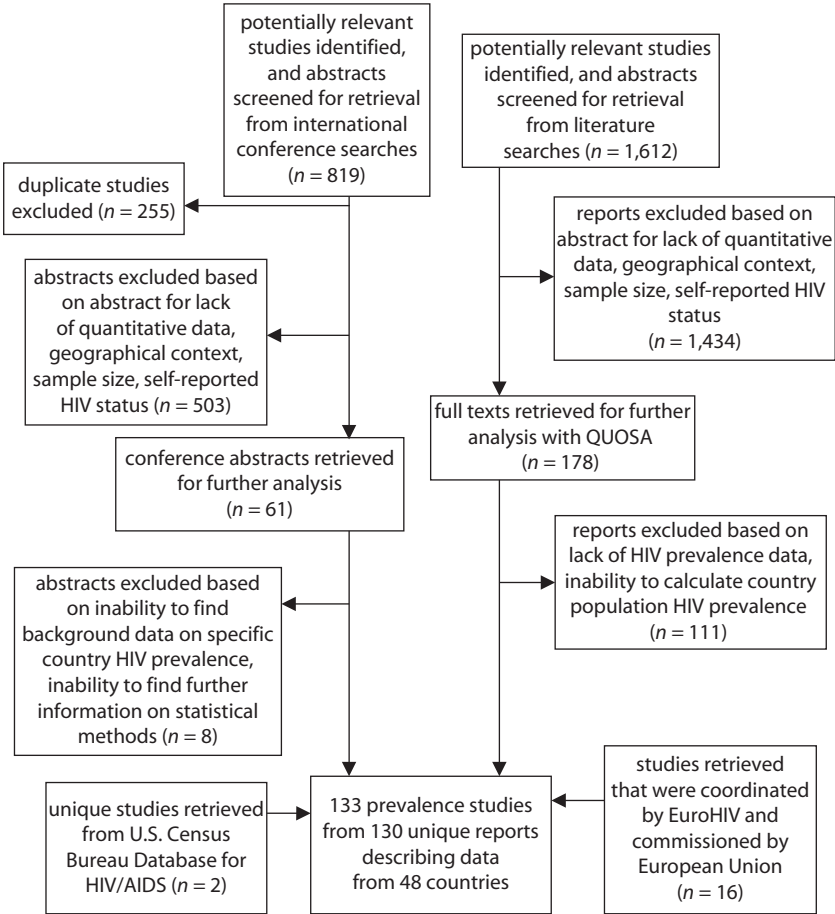 potentially relevant
studies identified,
and abstracts
screened for retrieval
from international
conference searches
(n = 819)
potentially relevant studies
identified, and abstracts
screened for retrieval
from literature
searches (n = 1,612)
duplicate studies
excluded (n = 255)
reports excluded based on
abstract for lack of quantitative
data, geographical context,
sample size, self-reported HIV
status
(n = 1,434)
abstracts excluded based
on abstract for lack
of quantitative data,
geographical context,
sample size, self-reported
HIV status (n = 503)
full texts retrieved for further
analysis with QUOSA
(n = 178)
conference abstracts retrieved
for further analysis
(n = 61)
reports excluded based on
lack of HIV prevalence data,
inability to calculate country
population HIV prevalence
(n = 111)
abstracts excluded based
on inability to find
background data on specific
country HIV prevalence,
inability to find further
information on statistical
methods (n = 8)
unique studies retrieved
from U.S. Census
Bureau Database for
HIV/AIDS (n = 2)
133 prevalence studies
from 130 unique reports
describing data
from 48 countries
studies retrieved
that were coordinated
by EuroHIV and
commissioned by
European Union
(n = 16)